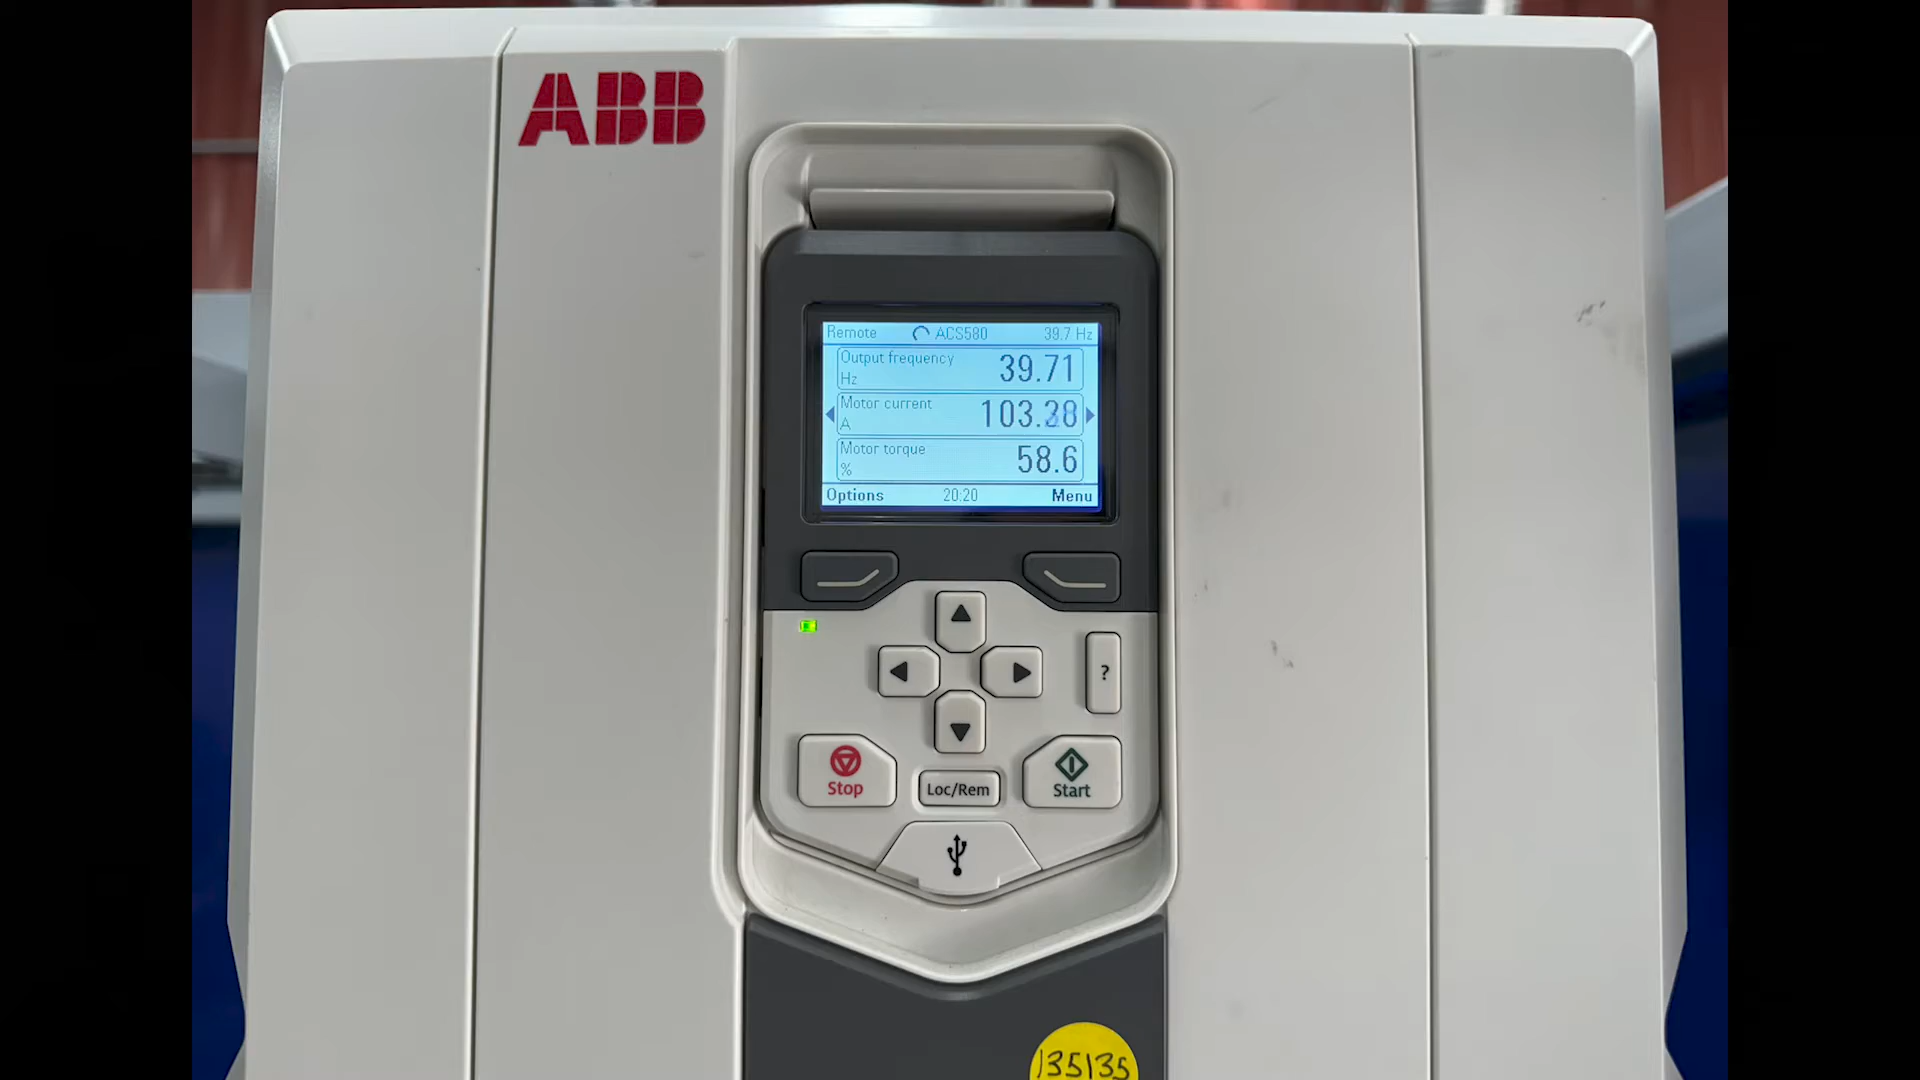 ABB
Remote ACS580 39.7 Hz
Output frequency
Hz 39.71
Motor current
A 103.28
Motor torque
% 58.6
Options 20:20 Menu
?
Stop Loc/Rem Start
135135